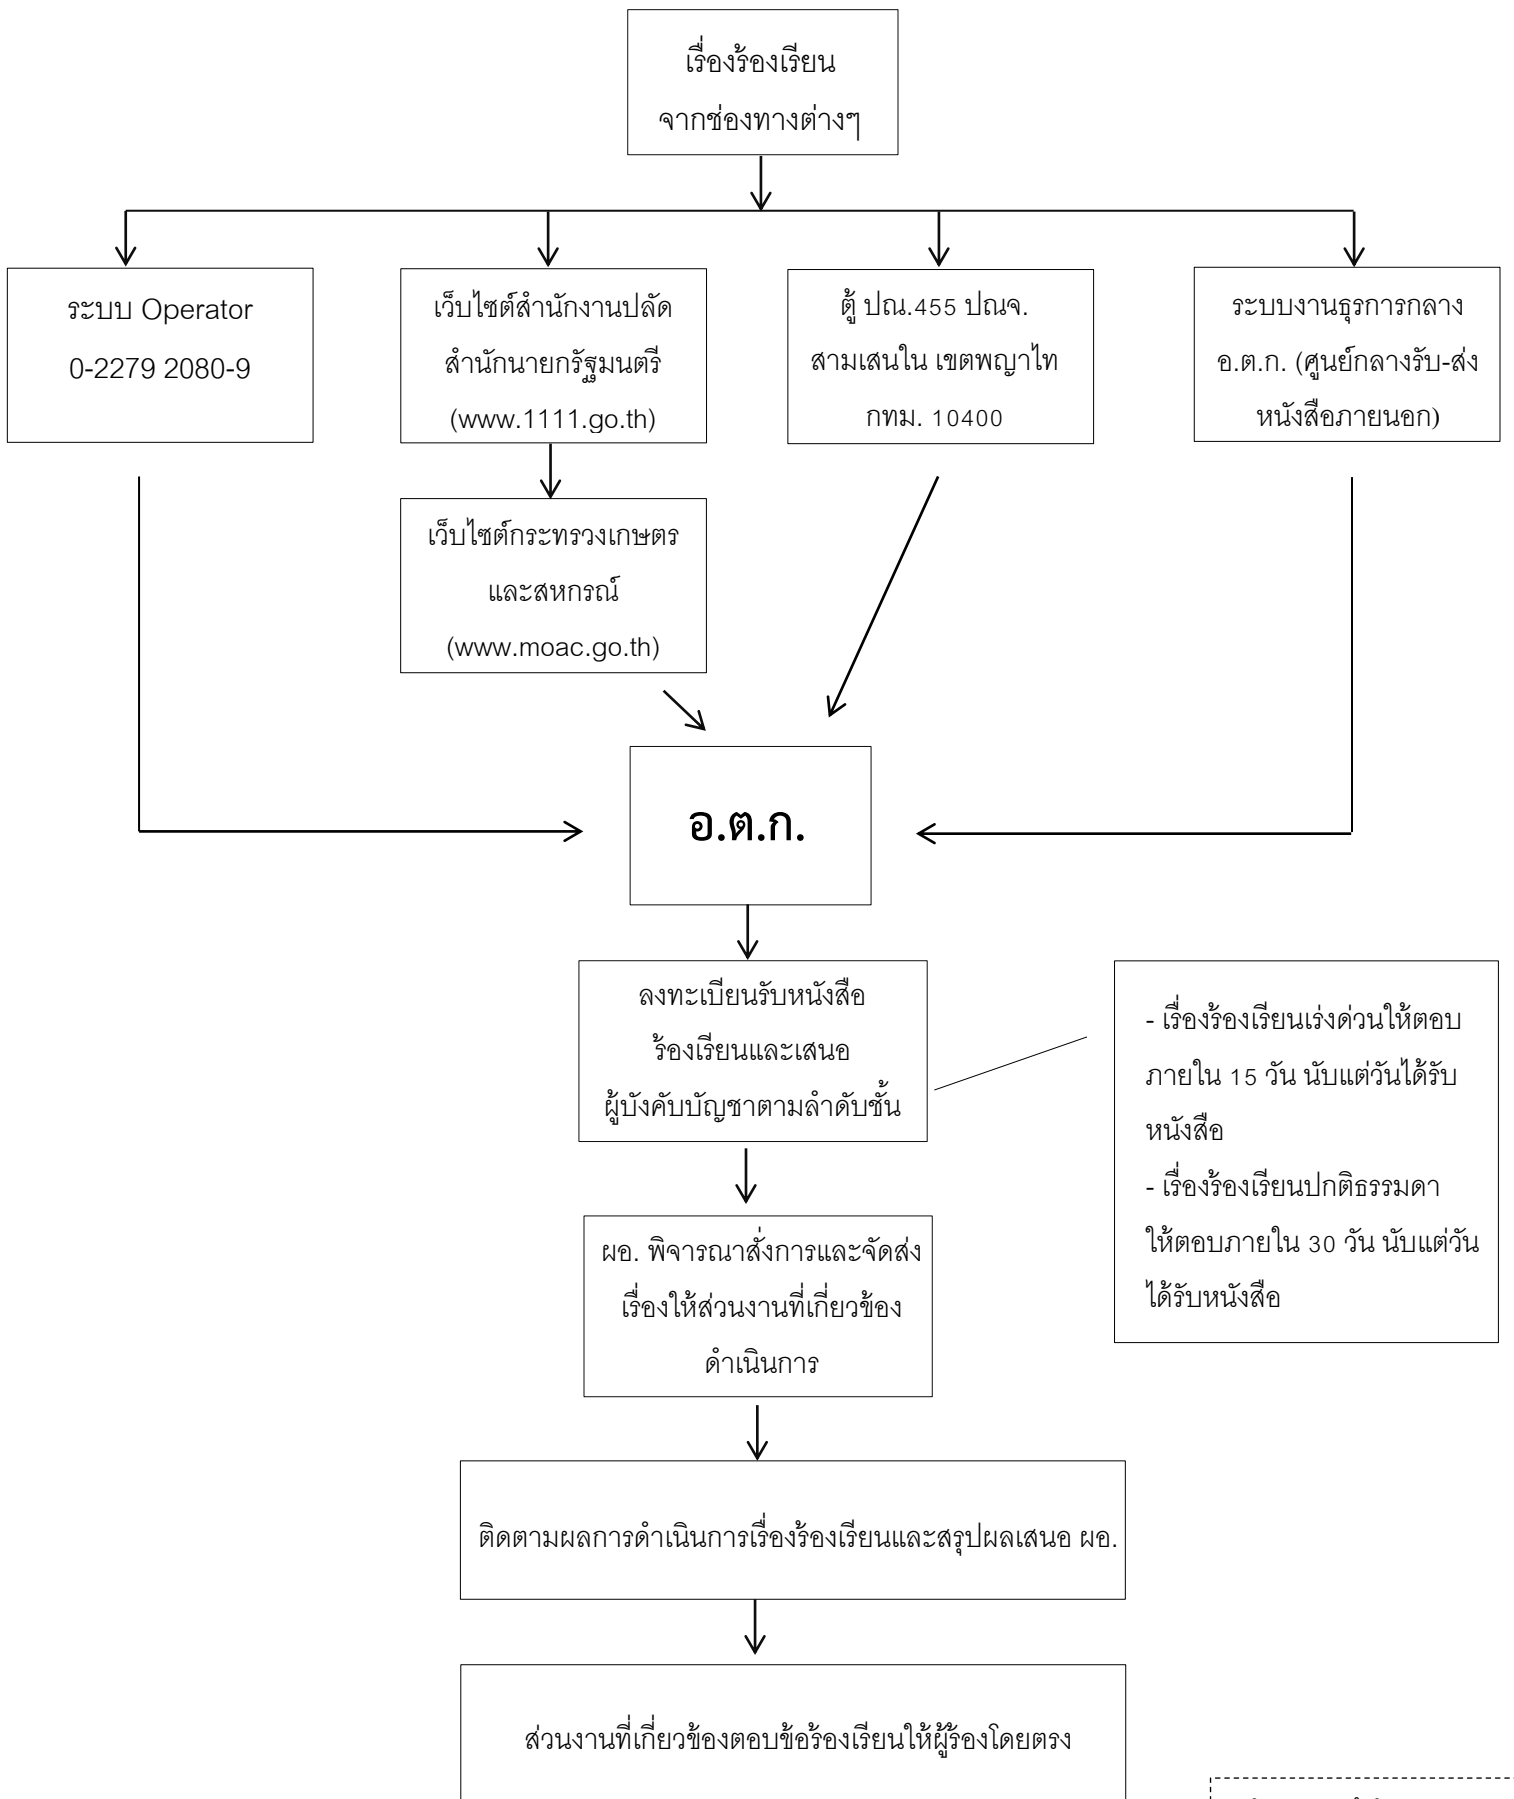 เรื่องร้องเรียน
จากช่องทางต่างๆ
ระบบ Operator
0-2279 2080-9
เว็บไซต์สำนักงานปลัด
สำนักนายกรัฐมนตรี
(www.1111.go.th)
ตู้ ปณ.455 ปณจ.
สามเสนใน เขตพญาไท
กทม. 10400
ระบบงานธุรการกลาง
อ.ต.ก. (ศูนย์กลางรับ-ส่ง
หนังสือภายนอก)
เว็บไซต์กระทรวงเกษตร
และสหกรณ์
(www.moac.go.th)
อ.ต.ก.
ลงทะเบียนรับหนังสือ
ร้องเรียนและเสนอ
ผู้บังคับบัญชาตามลำดับชั้น
- เรื่องร้องเรียนเร่งด่วนให้ตอบ
ภายใน 15 วัน นับแต่วันได้รับ
หนังสือ
- เรื่องร้องเรียนปกติธรรมดา
ให้ตอบภายใน 30 วัน นับแต่วัน
ได้รับหนังสือ
ผอ. พิจารณาสั่งการและจัดส่ง
เรื่องให้ส่วนงานที่เกี่ยวข้อง
ดำเนินการ
ติดตามผลการดำเนินการเรื่องร้องเรียนและสรุปผลเสนอ ผอ.
ส่วนงานที่เกี่ยวข้องตอบข้อร้องเรียนให้ผู้ร้องโดยตรง